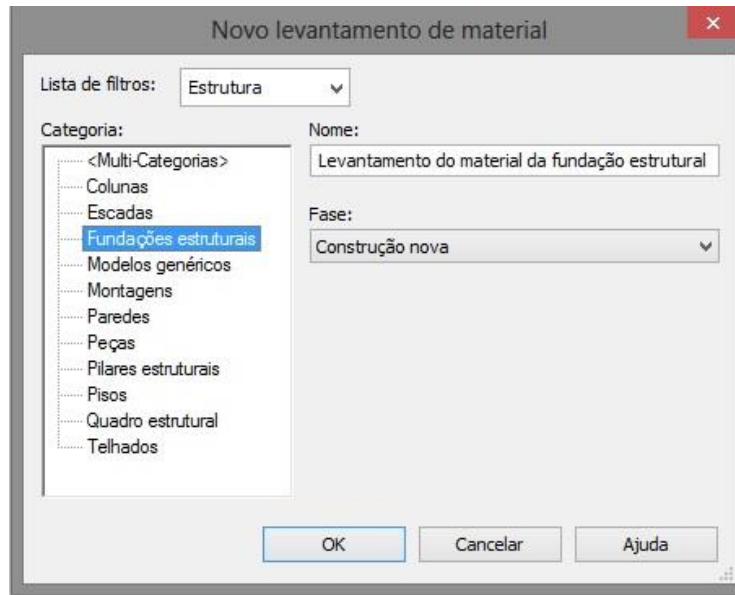 Novo levantamento de material
Lista de filtros: Estrutura
Categoria:
<Multi-Categorias>
Colunas
Escadas
Fundações estruturais
Modelos genéricos
Montagens
Paredes
Peças
Pilares estruturais
Pisos
Quadro estrutural
Telhados
Nome:
Levantamento do material da fundação estrutural
Fase:
Construção nova
OK Cancelar Ajuda